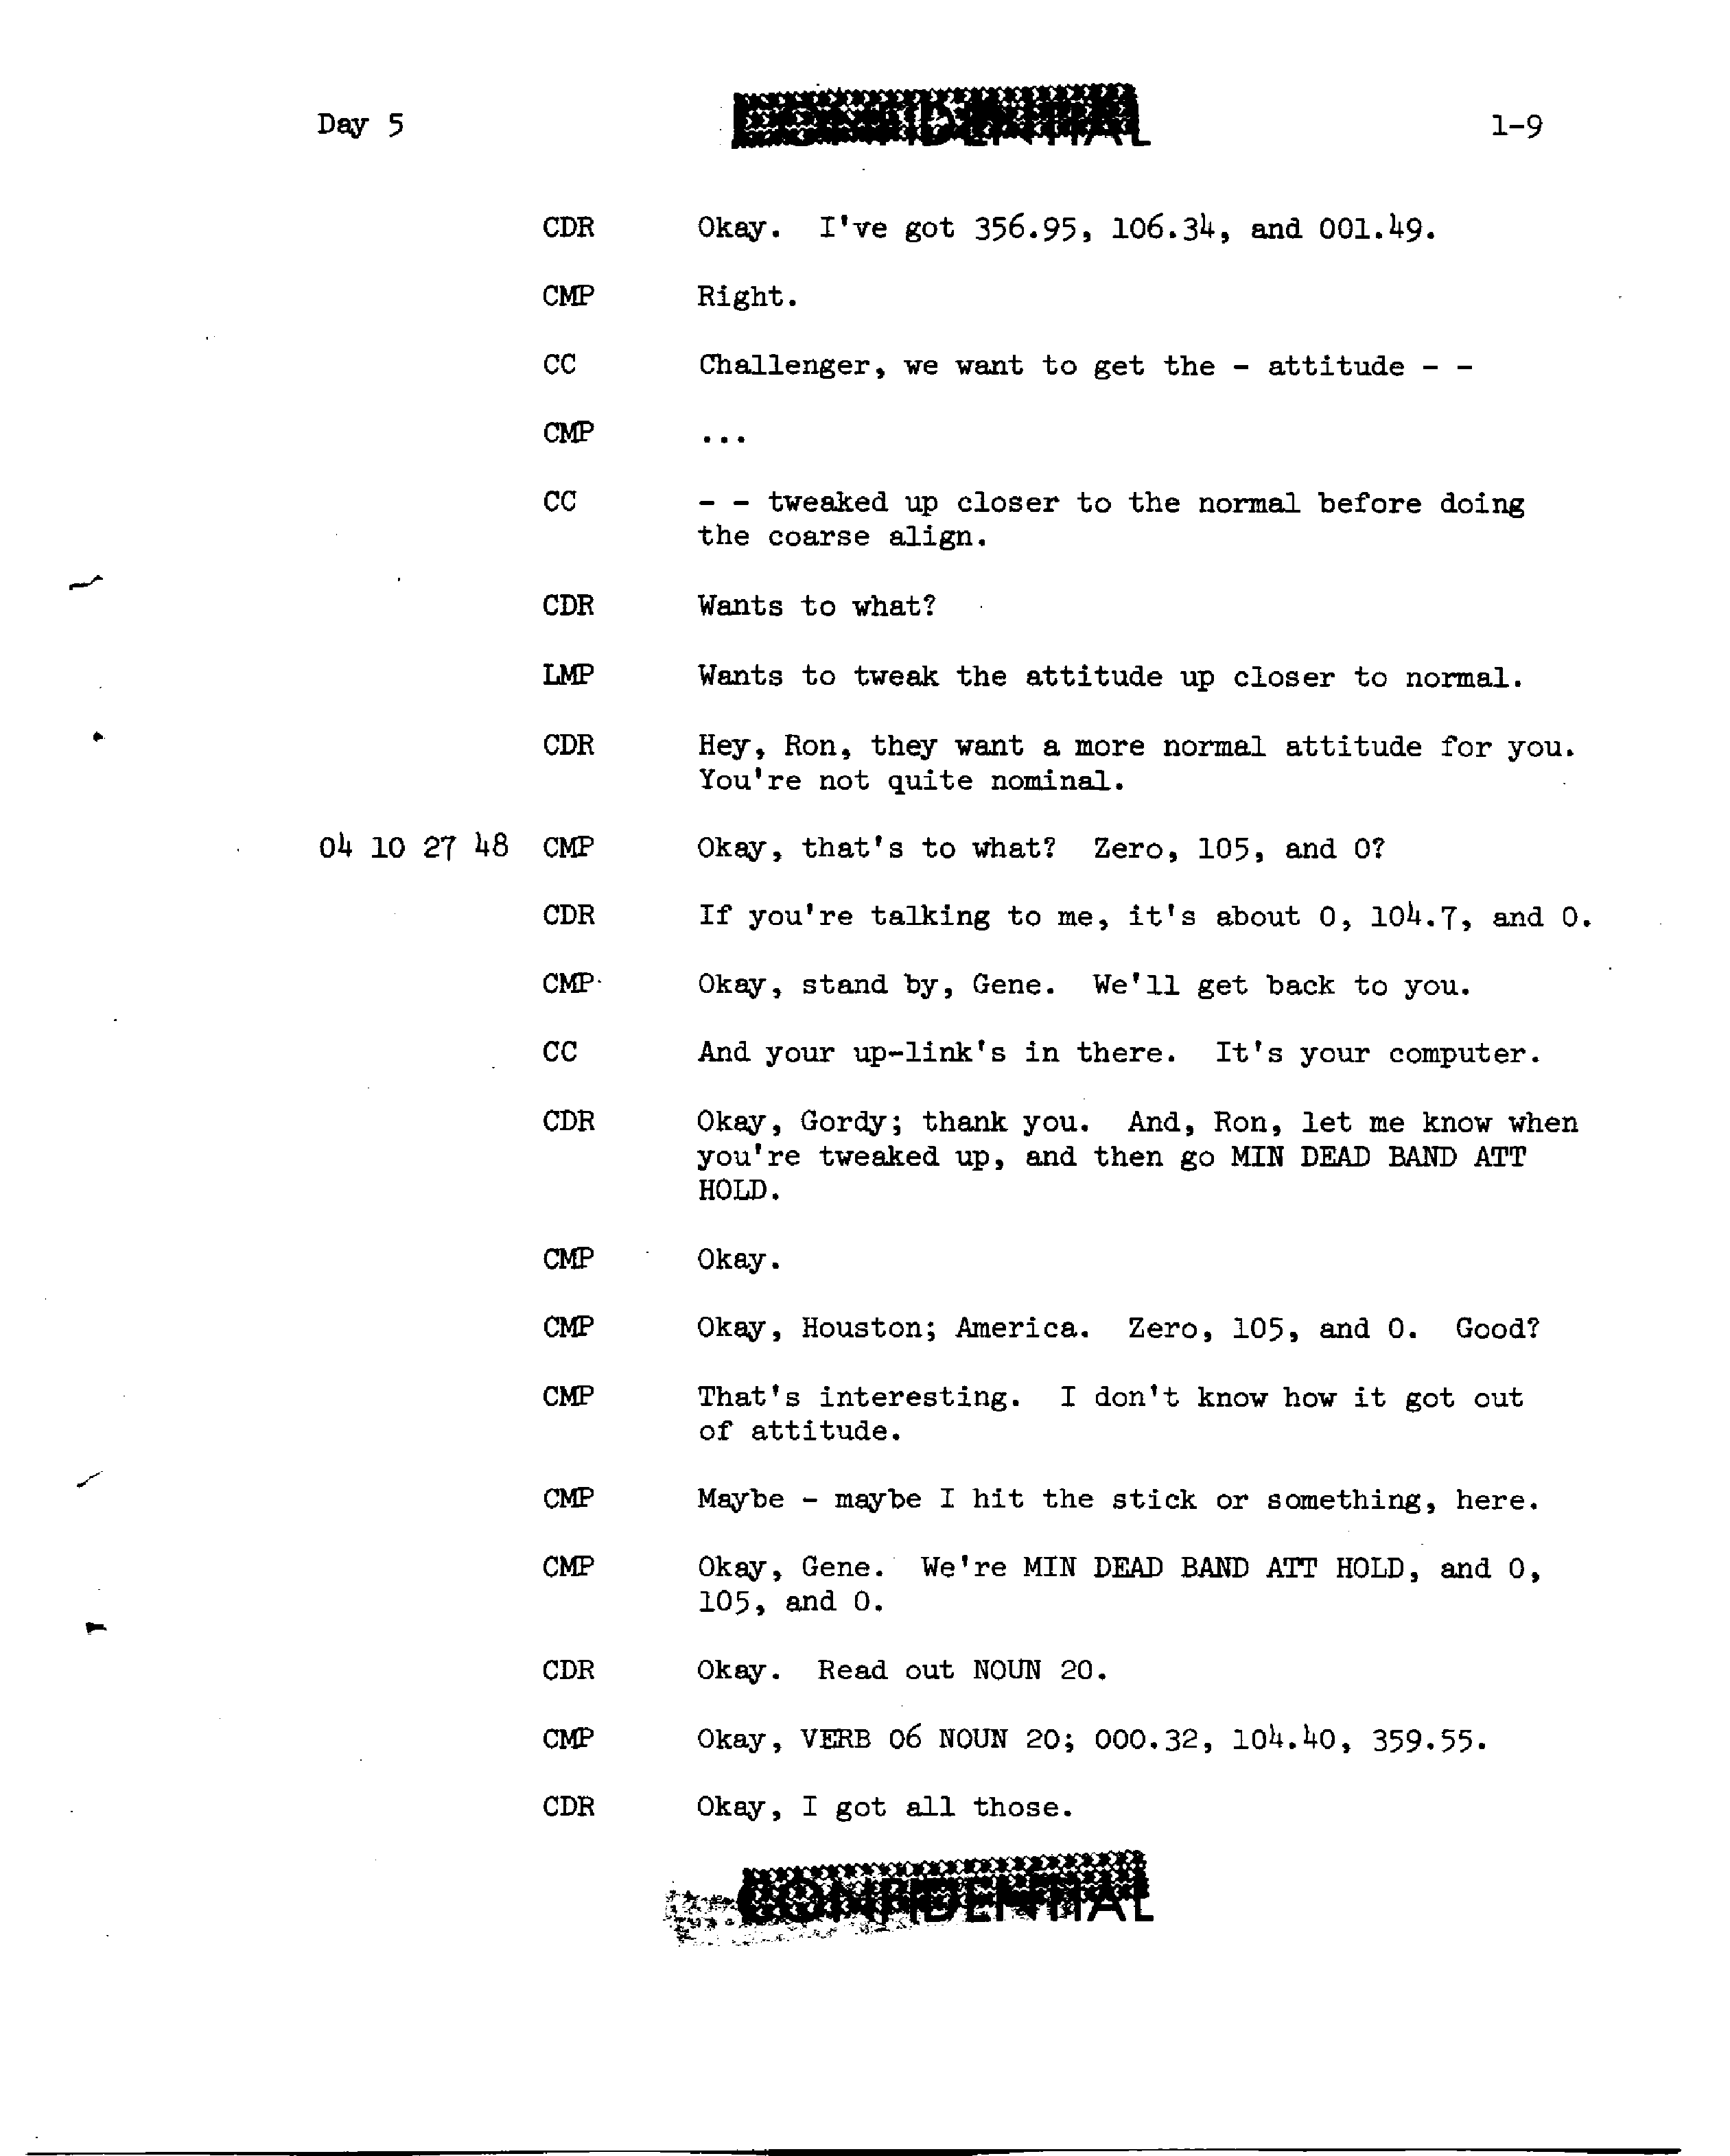 Day 5
CONFIDENTIAL
1-9
CDR Okay. I've got 356.95, 106.34, and 001.49.
CMP Right.
CC Challenger, we want to get the - attitude - -
CMP ...
CC - - tweaked up closer to the normal before doing
the coarse align.
CDR Wants to what?
LMP Wants to tweak the attitude up closer to normal.
CDR Hey, Ron, they want a more normal attitude for you.
You're not quite nominal.
04 10 27 48 CMP Okay, that's to what? Zero, 105, and 0?
CDR If you're talking to me, it's about 0, 104.7, and 0.
CMP Okay, stand by, Gene. We'll get back to you.
CC And your up-link's in there. It's your computer.
CDR Okay, Gordy; thank you. And, Ron, let me know when
you're tweaked up, and then go MIN DEAD BAND ATT
HOLD.
CMP Okay.
CMP Okay, Houston; America. Zero, 105, and 0. Good?
CMP That's interesting. I don't know how it got out
of attitude.
CMP Maybe - maybe I hit the stick or something, here.
CMP Okay, Gene. We're MIN DEAD BAND ATT HOLD, and 0,
105, and 0.
CDR Okay. Read out NOUN 20.
CMP Okay, VERB 06 NOUN 20; 000.32, 104.40, 359.55.
CDR Okay, I got all those.
CONFIDENTIAL